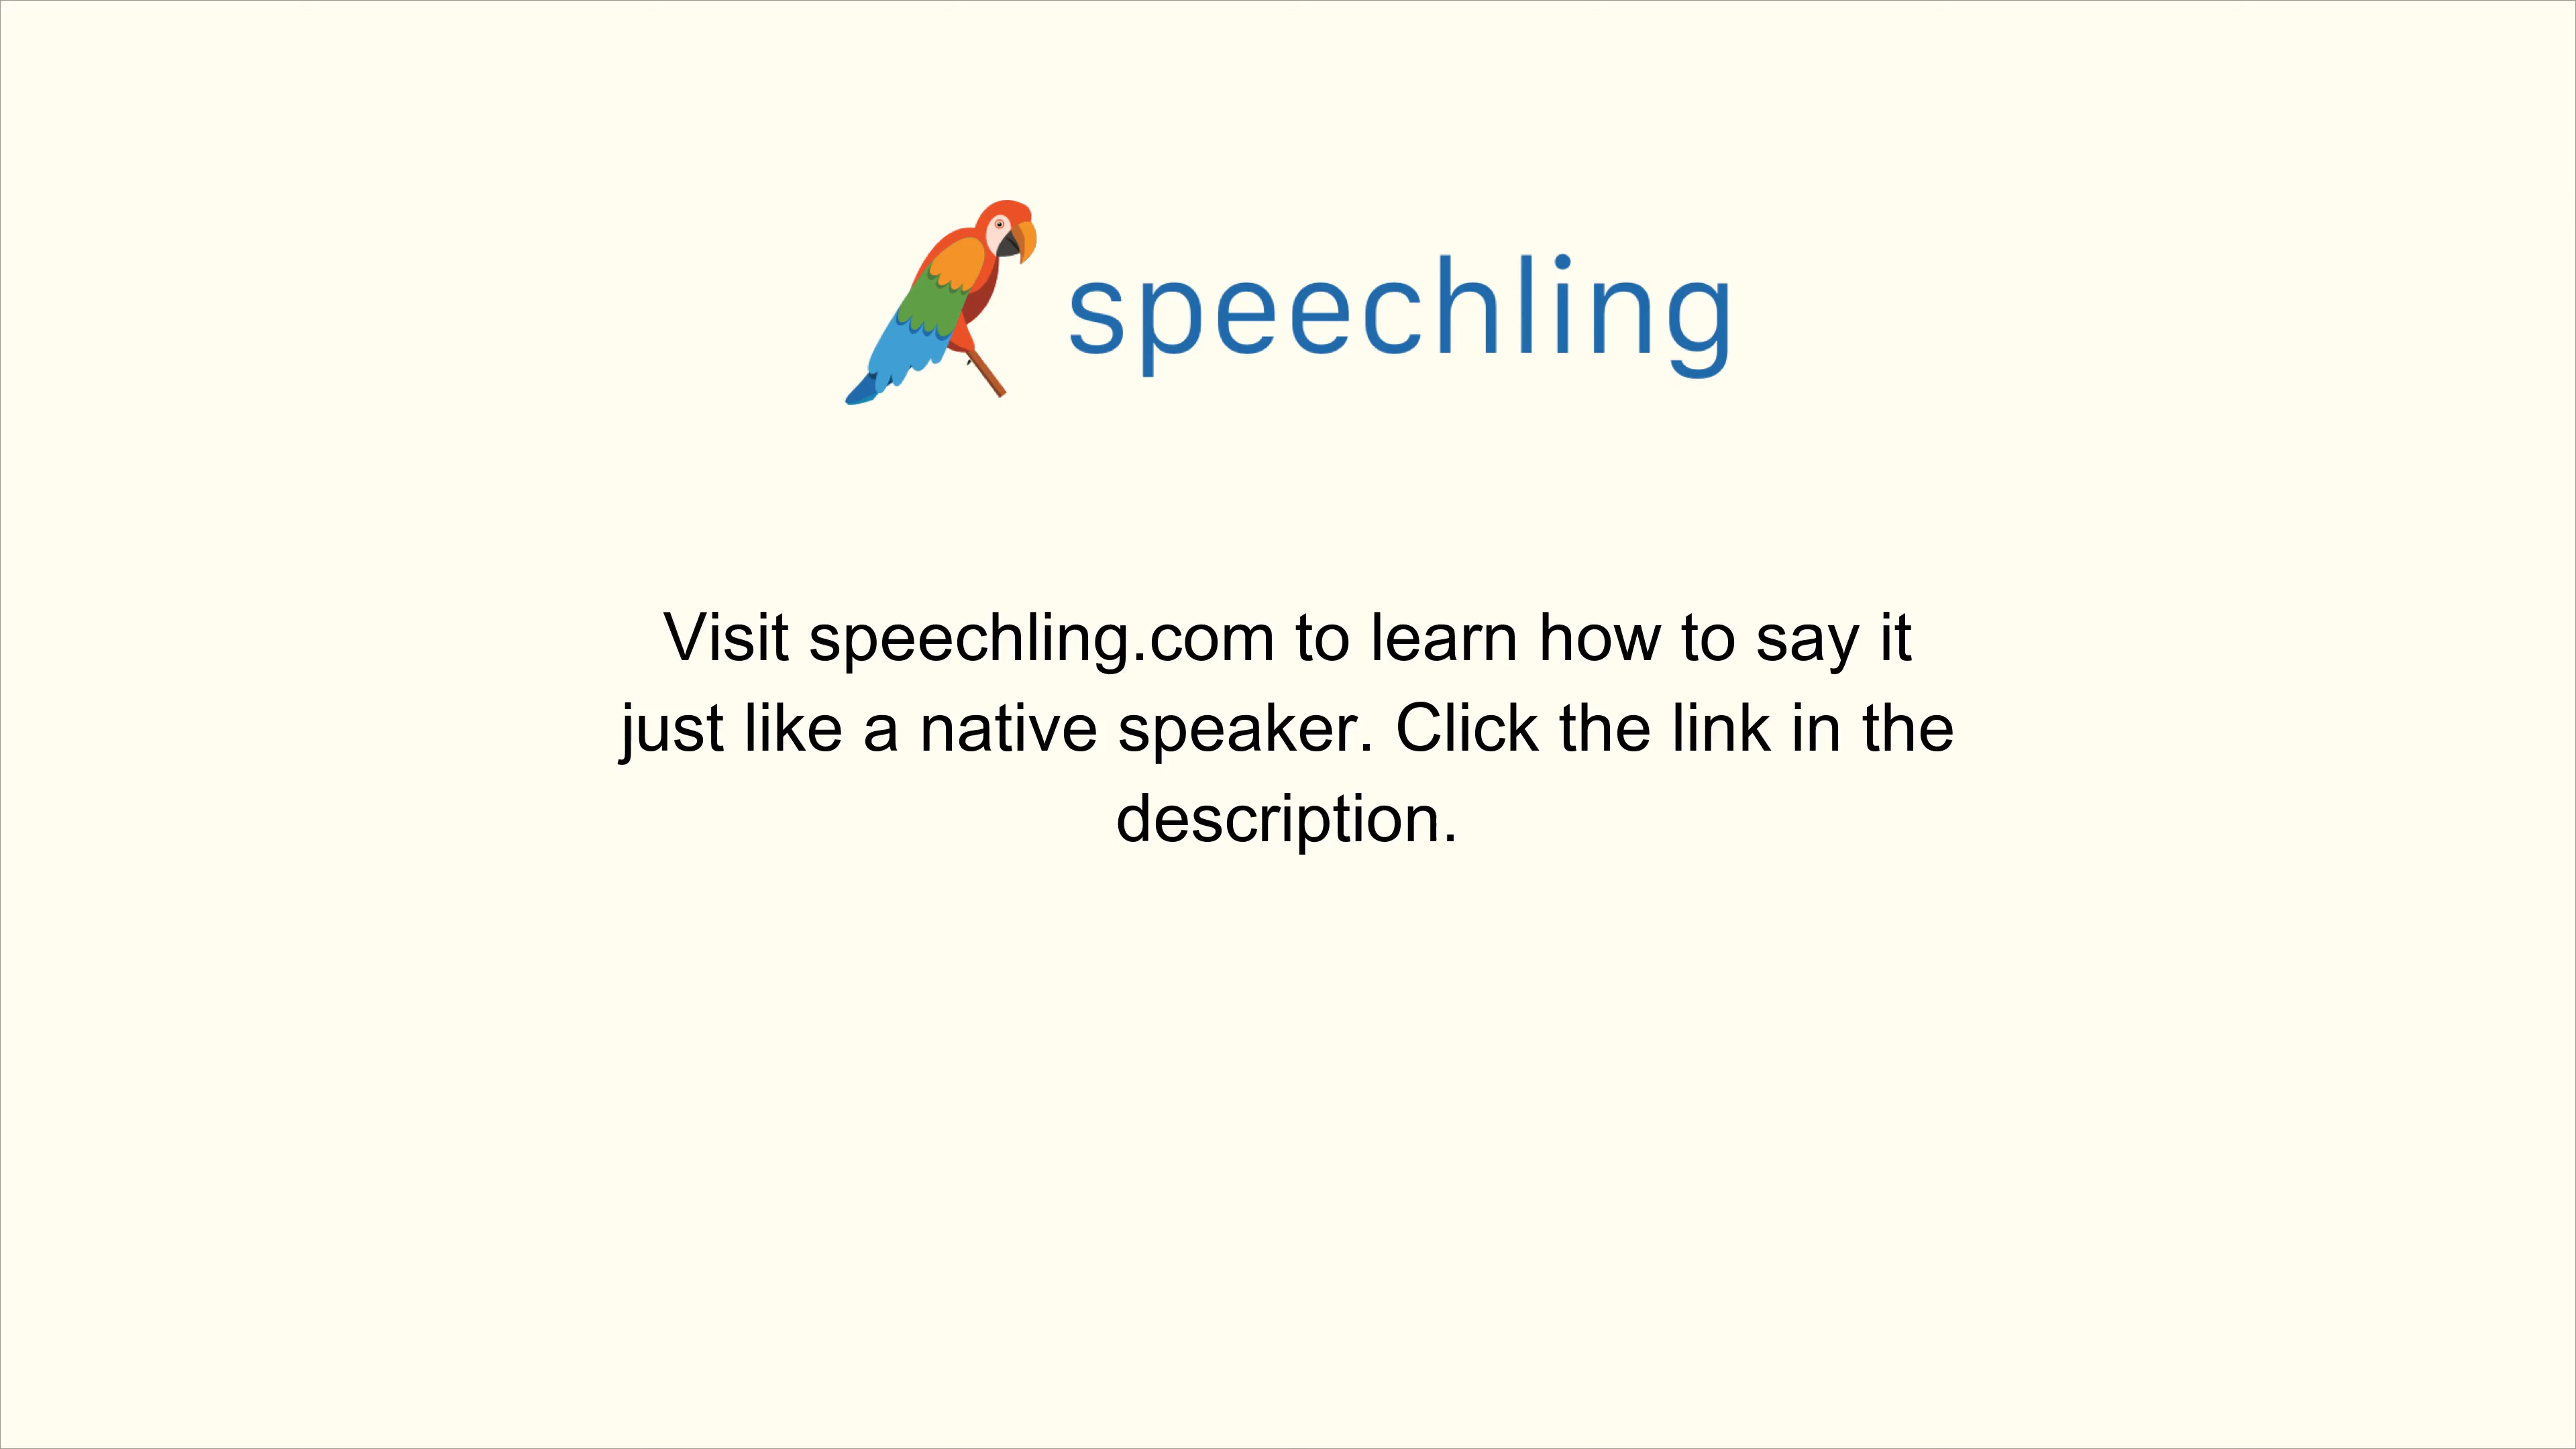 speechling
Visit speechling.com to learn how to say it
just like a native speaker. Click the link in the
description.